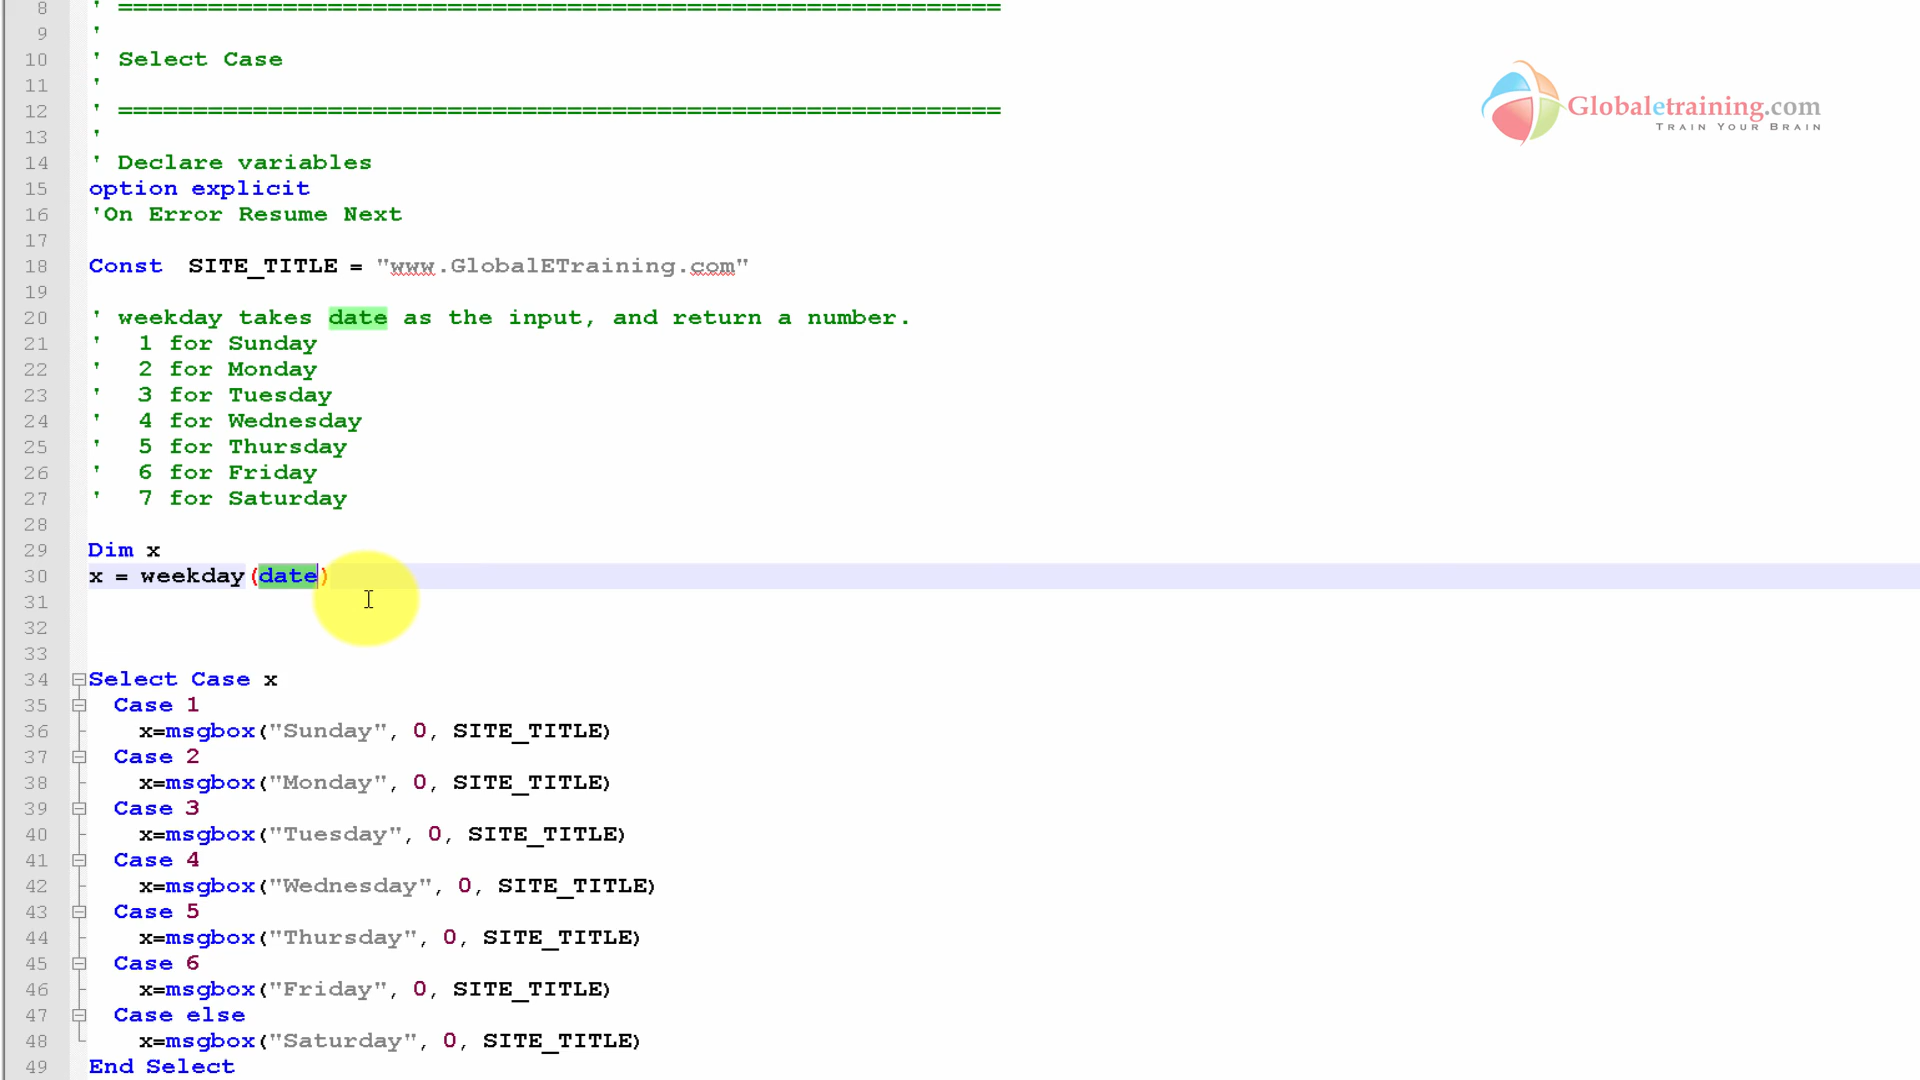 8 ' ===========================================================
9 '
10 ' Select Case
11 '
12 ' ===========================================================
13 '
14 ' Declare variables
15 option explicit
16 'On Error Resume Next
17
18 Const  SITE_TITLE = "www.GlobalETraining.com"
19
20 ' weekday takes date as the input, and return a number.
21 '  1 for Sunday
22 '  2 for Monday
23 '  3 for Tuesday
24 '  4 for Wednesday
25 '  5 for Thursday
26 '  6 for Friday
27 '  7 for Saturday
28
29 Dim x
30 x = weekday(date)
31
32
33
34 Select Case x
35 Case 1
36 x=msgbox("Sunday", 0, SITE_TITLE)
37 Case 2
38 x=msgbox("Monday", 0, SITE_TITLE)
39 Case 3
40 x=msgbox("Tuesday", 0, SITE_TITLE)
41 Case 4
42 x=msgbox("Wednesday", 0, SITE_TITLE)
43 Case 5
44 x=msgbox("Thursday", 0, SITE_TITLE)
45 Case 6
46 x=msgbox("Friday", 0, SITE_TITLE)
47 Case else
48 x=msgbox("Saturday", 0, SITE_TITLE)
49 End Select
Globaletraining.com
TRAIN YOUR BRAIN